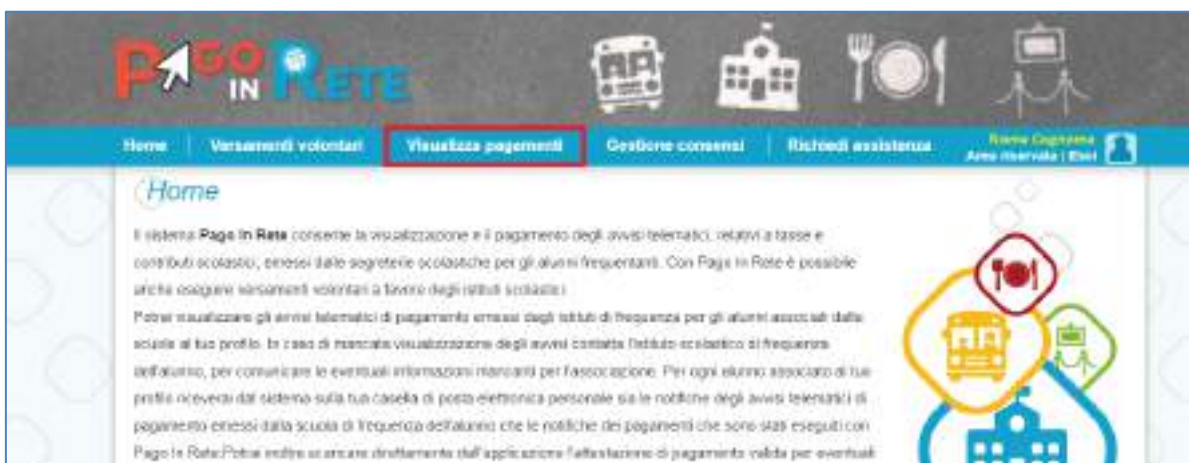 PAGO
IN RETE
Home Versamenti volontari Visualizza pagamenti Gestione consensi Richiedi assistenza Nome Cognome
Area riservata | Esci
Home
Il sistema Pago In Rete consente la visualizzazione e il pagamento degli avvisi telematici, relativi a tasse e
contributi scolastici, emessi dalle segreterie scolastiche per gli alunni frequentanti. Con Pago In Rete è possibile
anche eseguire versamenti volontari a favore degli istituti scolastici.
Potrai visualizzare gli avvisi telematici di pagamento emessi dagli istituti di frequenza per gli alunni associati dalle
scuole al tuo profilo. In caso di mancata visualizzazione degli avvisi contatta l'istituto scolastico di frequenza
dell'alunno, per comunicare le eventuali informazioni mancanti per l'associazione. Per ogni alunno associato al tuo
profilo riceverai dal sistema sulla tua casella di posta elettronica personale sia le notifiche degli avvisi telematici di
pagamento emessi dalla scuola di frequenza dell'alunno che le notifiche dei pagamenti che sono stati eseguiti con
Pago In Rete.Potrai inoltre scaricare direttamente dall'applicazione l'attestazione di pagamento valida per eventuali